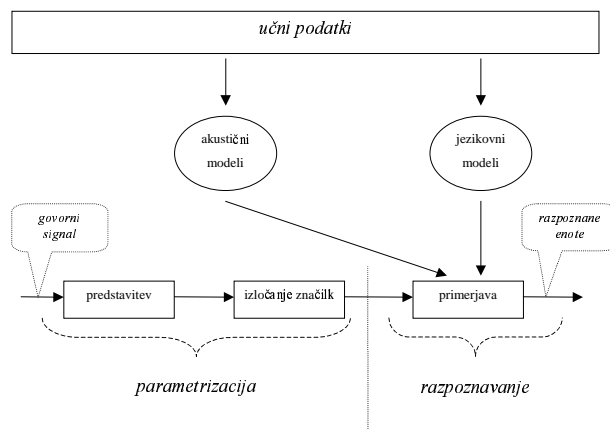 učni podatki
akustični
modeli
jezikovni
modeli
govorni
signal
razpoznane
enote
predstavitev
izločanje značilk
primerjava
parametrizacija
razpoznavanje